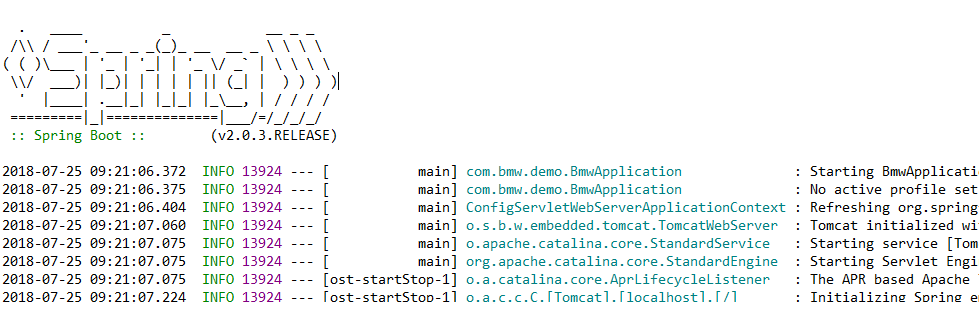 .   ____          _            __ _ _
 /\\ / ___'_ __ _ _(_)_ __  __ _ \ \ \ \
( ( )\___ | '_ | '_| | '_ \/ _` | \ \ \ \
 \\/  ___)| |_)| | | | | || (_| |  ) ) ) )
  '  |____| .__|_| |_|_| |_\__, | / / / /
 =========|_|==============|___/=/_/_/_/
 :: Spring Boot ::        (v2.0.3.RELEASE)
2018-07-25 09:21:06.372  INFO 13924 --- [           main] com.bmw.demo.BmwApplication              : Starting BmwApplicati
2018-07-25 09:21:06.375  INFO 13924 --- [           main] com.bmw.demo.BmwApplication              : No active profile set
2018-07-25 09:21:06.404  INFO 13924 --- [           main] ConfigServletWebServerApplicationContext : Refreshing org.spring
2018-07-25 09:21:07.060  INFO 13924 --- [           main] o.s.b.w.embedded.tomcat.TomcatWebServer  : Tomcat initialized wi
2018-07-25 09:21:07.075  INFO 13924 --- [           main] o.apache.catalina.core.StandardService   : Starting service [Tom
2018-07-25 09:21:07.075  INFO 13924 --- [           main] org.apache.catalina.core.StandardEngine  : Starting Servlet Engi
2018-07-25 09:21:07.075  INFO 13924 --- [ost-startStop-1] o.a.catalina.core.AprLifecycleListener   : The APR based Apache
2018-07-25 09:21:07.224  INFO 13924 --- [ost-startStop-1] o.a.c.c.C.[Tomcat].[localhost].[/]       : Initializing Spring e